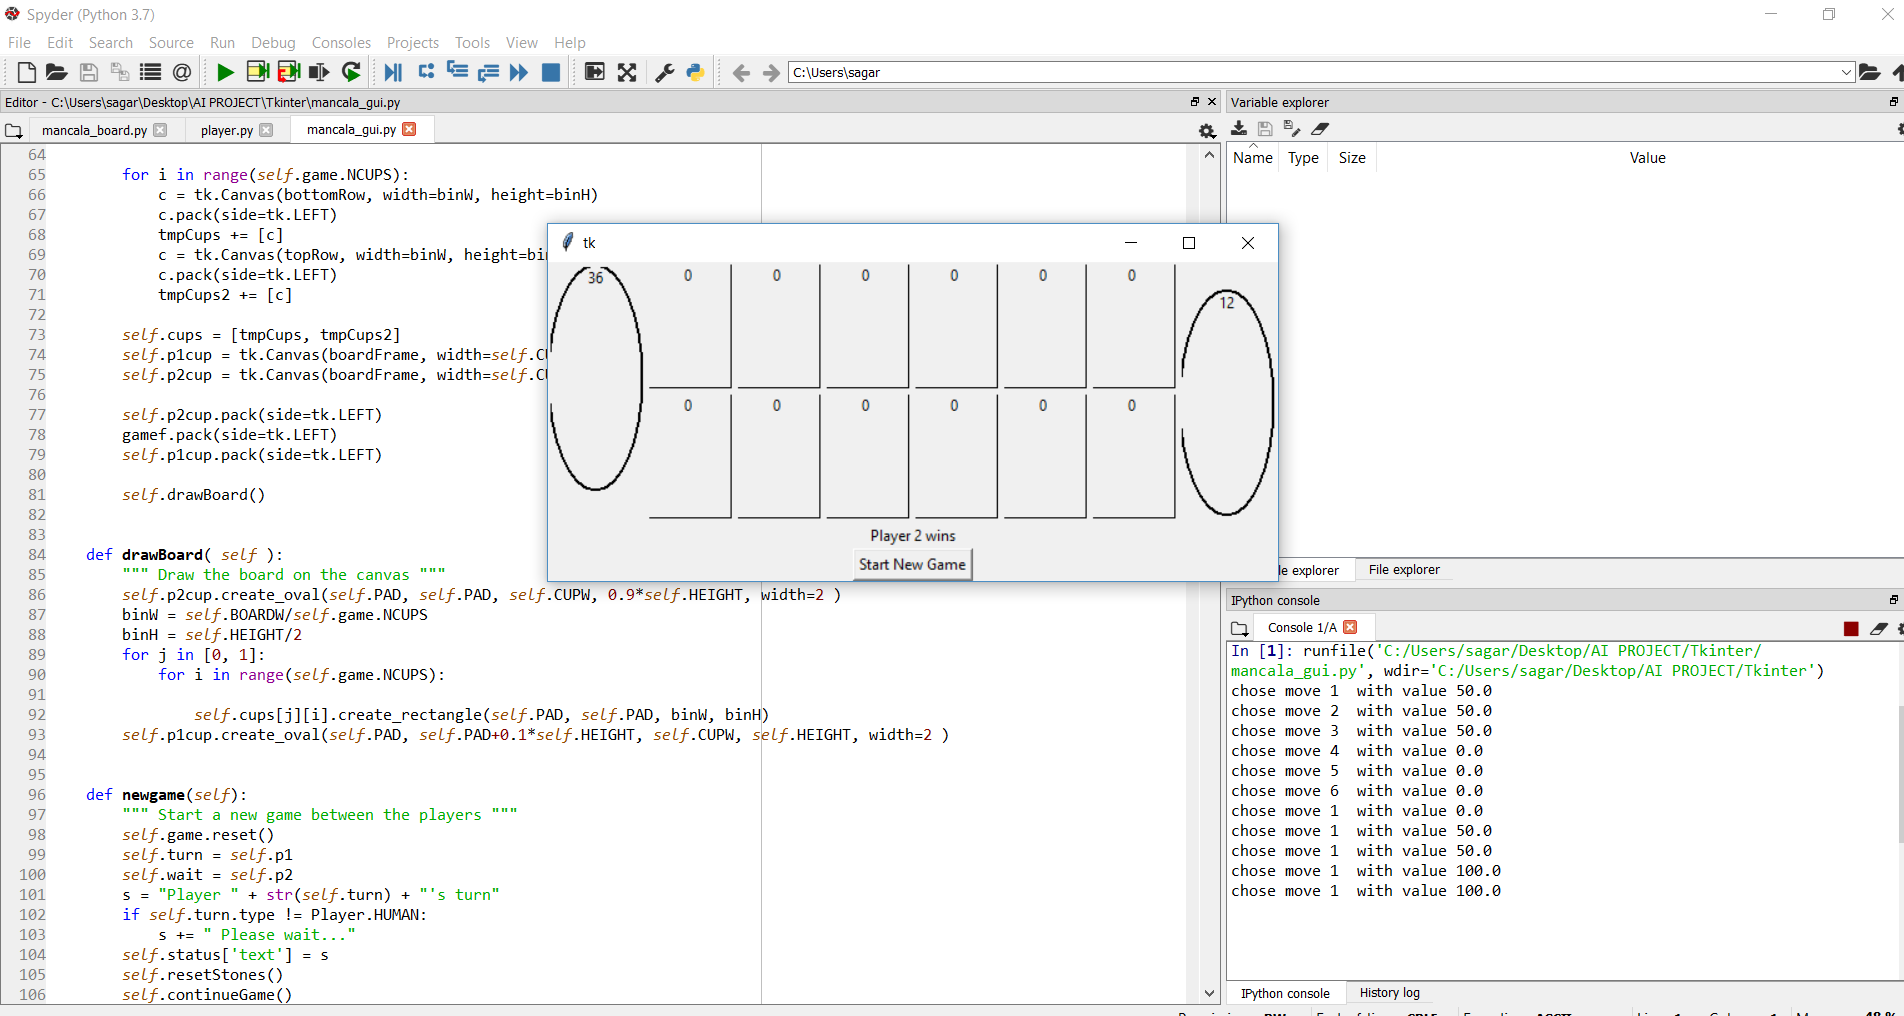 Spyder (Python 3.7)
File Edit Search Source Run Debug Consoles Projects Tools View Help
C:\Users\sagar
Editor - C:\Users\sagar\Desktop\AI PROJECT\Tkinter\mancala_gui.py
mancala_board.py player.py mancala_gui.py
64
65 for i in range(self.game.NCUPS):
66 c = tk.Canvas(bottomRow, width=binW, height=binH)
67 c.pack(side=tk.LEFT)
68 tmpCups += [c]
69 c = tk.Canvas(topRow, width=binW, height=bi
70 c.pack(side=tk.LEFT)
71 tmpCups2 += [c]
72
73 self.cups = [tmpCups, tmpCups2]
74 self.p1cup = tk.Canvas(boardFrame, width=self.CU
75 self.p2cup = tk.Canvas(boardFrame, width=self.CU
76
77 self.p2cup.pack(side=tk.LEFT)
78 gamef.pack(side=tk.LEFT)
79 self.p1cup.pack(side=tk.LEFT)
80
81 self.drawBoard()
82
83
84 def drawBoard( self ):
85 """ Draw the board on the canvas """
86 self.p2cup.create_oval(self.PAD, self.PAD, self.CUPW, 0.9*self.HEIGHT, width=2 )
87 binW = self.BOARDW/self.game.NCUPS
88 binH = self.HEIGHT/2
89 for j in [0, 1]:
90 for i in range(self.game.NCUPS):
91
92 self.cups[j][i].create_rectangle(self.PAD, self.PAD, binW, binH)
93 self.p1cup.create_oval(self.PAD, self.PAD+0.1*self.HEIGHT, self.CUPW, self.HEIGHT, width=2 )
94
95
96 def newgame(self):
97 """ Start a new game between the players """
98 self.game.reset()
99 self.turn = self.p1
100 self.wait = self.p2
101 s = "Player " + str(self.turn) + "'s turn"
102 if self.turn.type != Player.HUMAN:
103 s += " Please wait..."
104 self.status['text'] = s
105 self.resetStones()
106 self.continueGame()
tk
36 0 0 0 0 0 0 12
0 0 0 0 0 0
Player 2 wins
Start New Game
Variable explorer
Name Type Size Value
le explorer File explorer
IPython console
Console 1/A
In [1]: runfile('C:/Users/sagar/Desktop/AI PROJECT/Tkinter/
mancala_gui.py', wdir='C:/Users/sagar/Desktop/AI PROJECT/Tkinter')
chose move 1 with value 50.0
chose move 2 with value 50.0
chose move 3 with value 50.0
chose move 4 with value 0.0
chose move 5 with value 0.0
chose move 6 with value 0.0
chose move 1 with value 0.0
chose move 1 with value 50.0
chose move 1 with value 50.0
chose move 1 with value 100.0
chose move 1 with value 100.0
IPython console History log